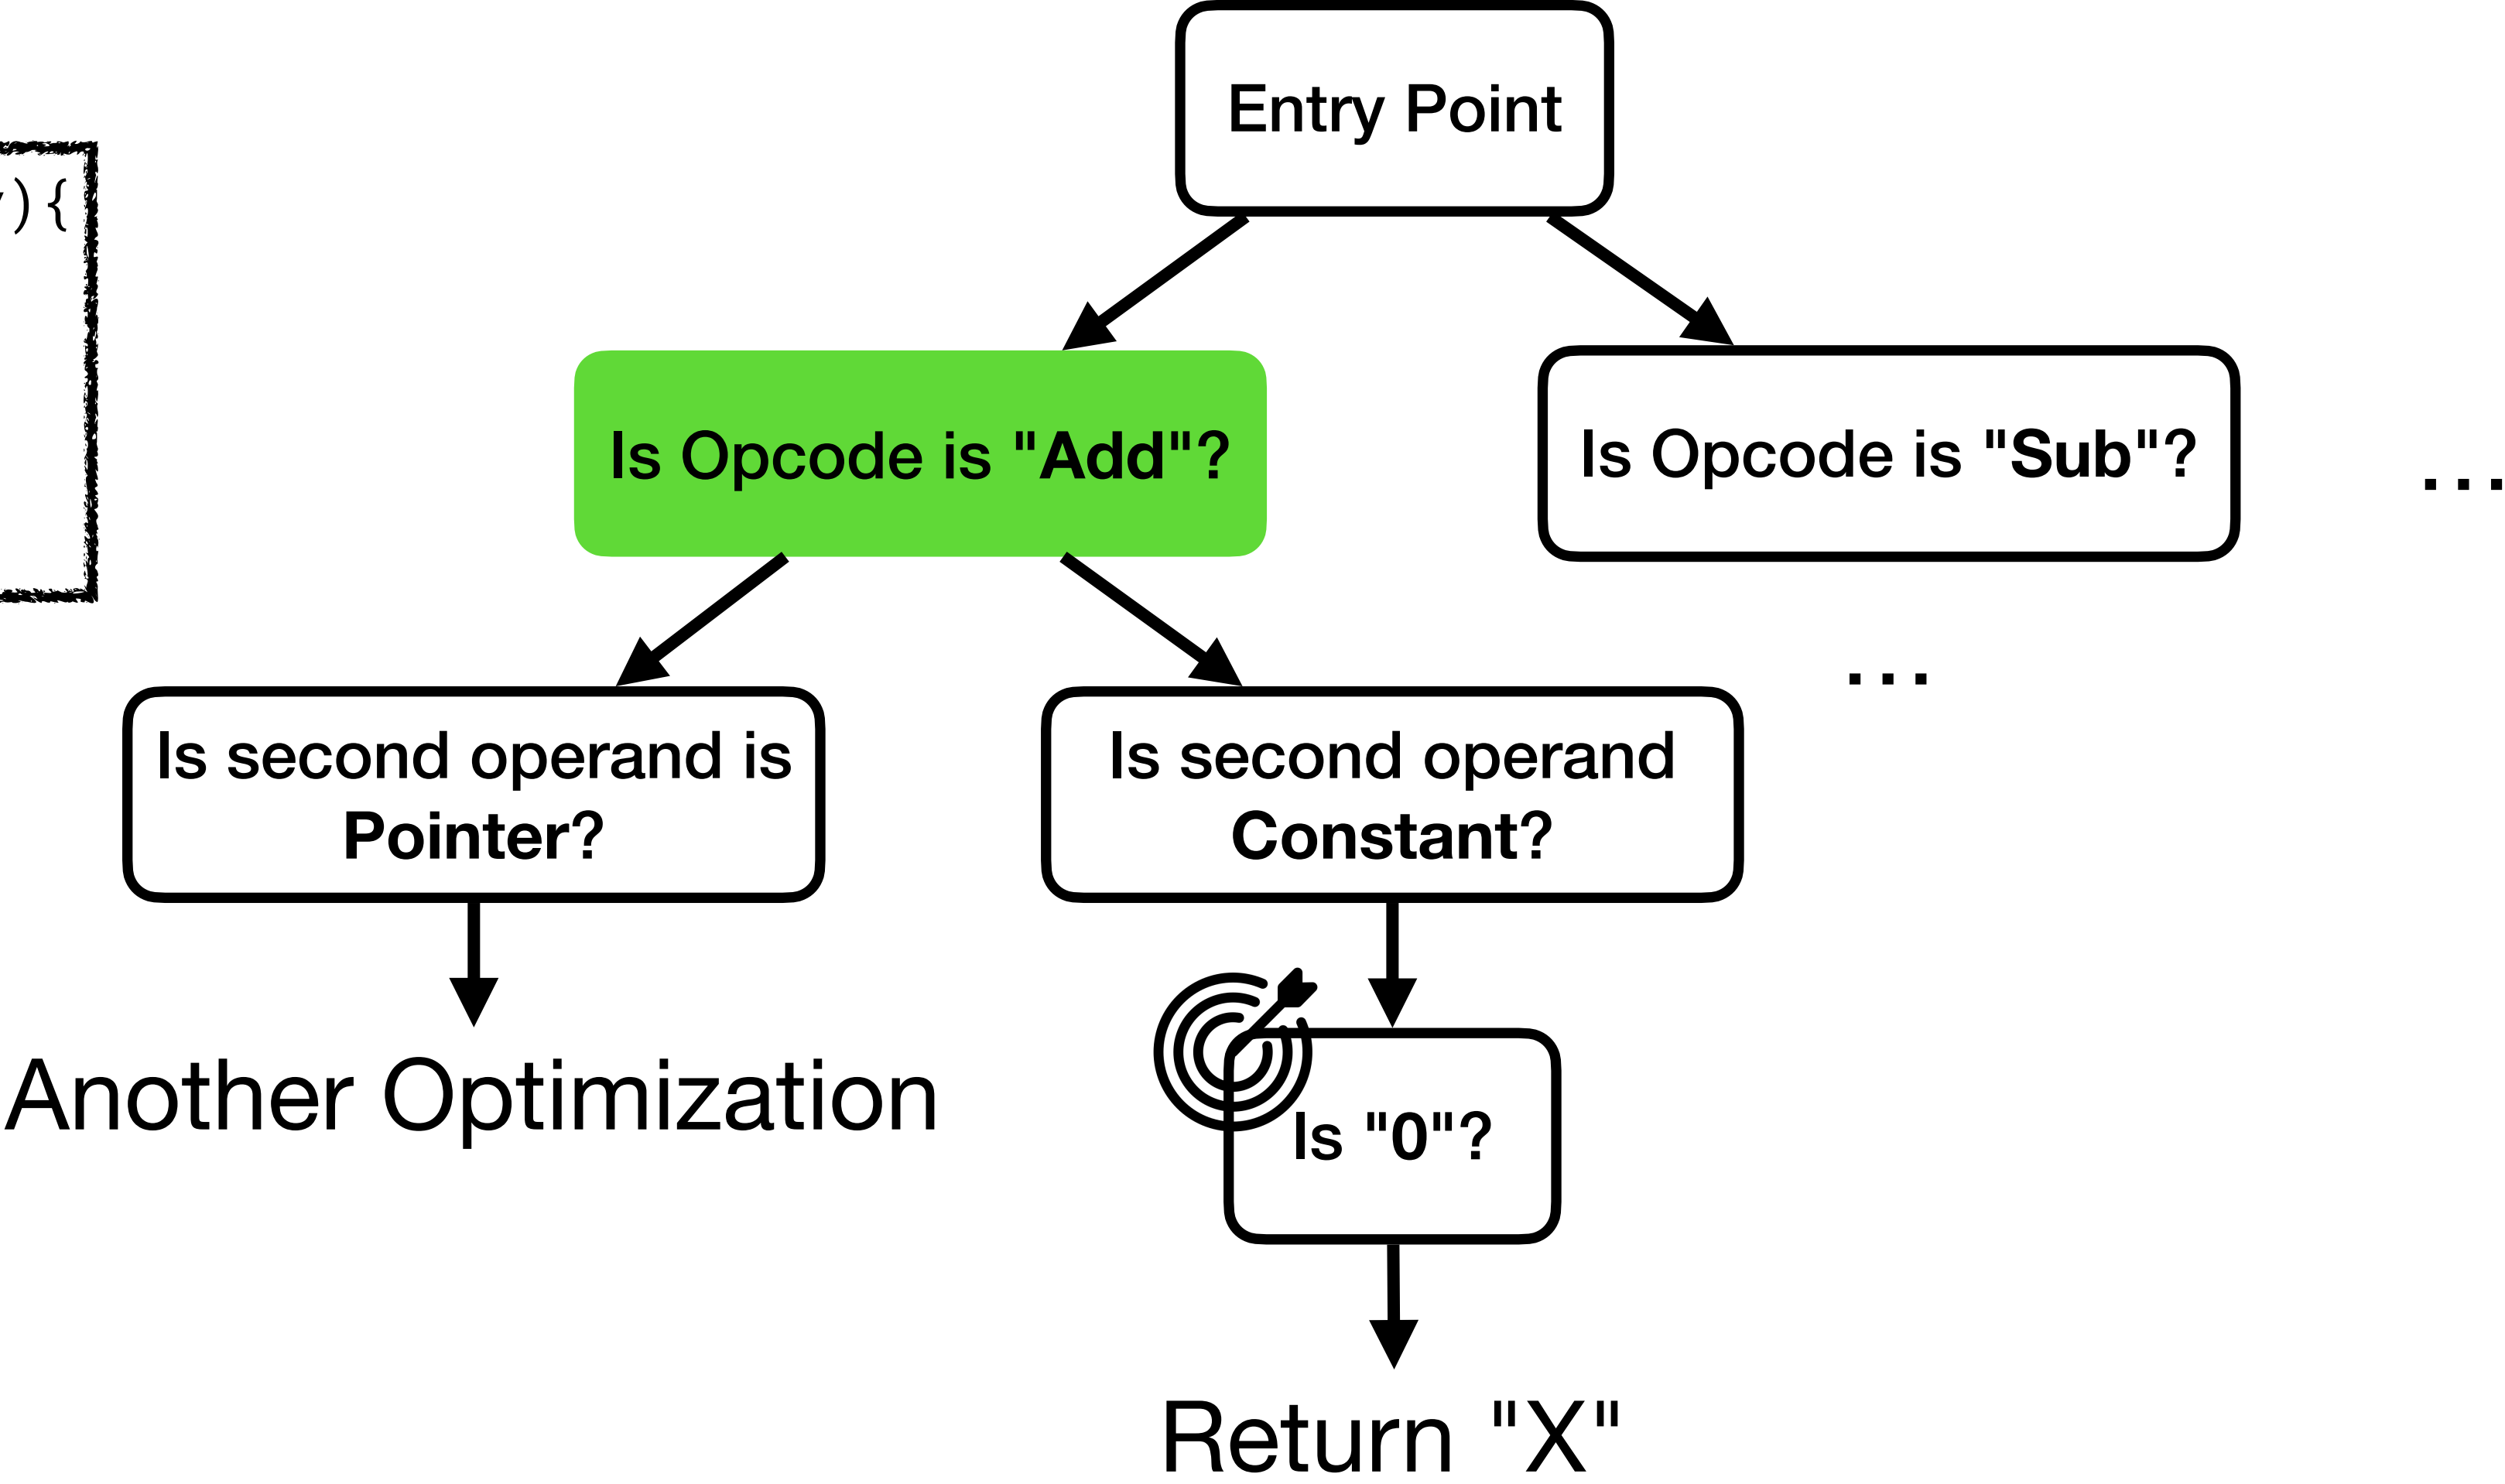 Entry Point
){
Is Opcode is "Add"?
Is Opcode is "Sub"?
...
...
Is second operand is
Pointer?
Is second operand
Constant?
Another Optimization
Is "0"?
Return "X"